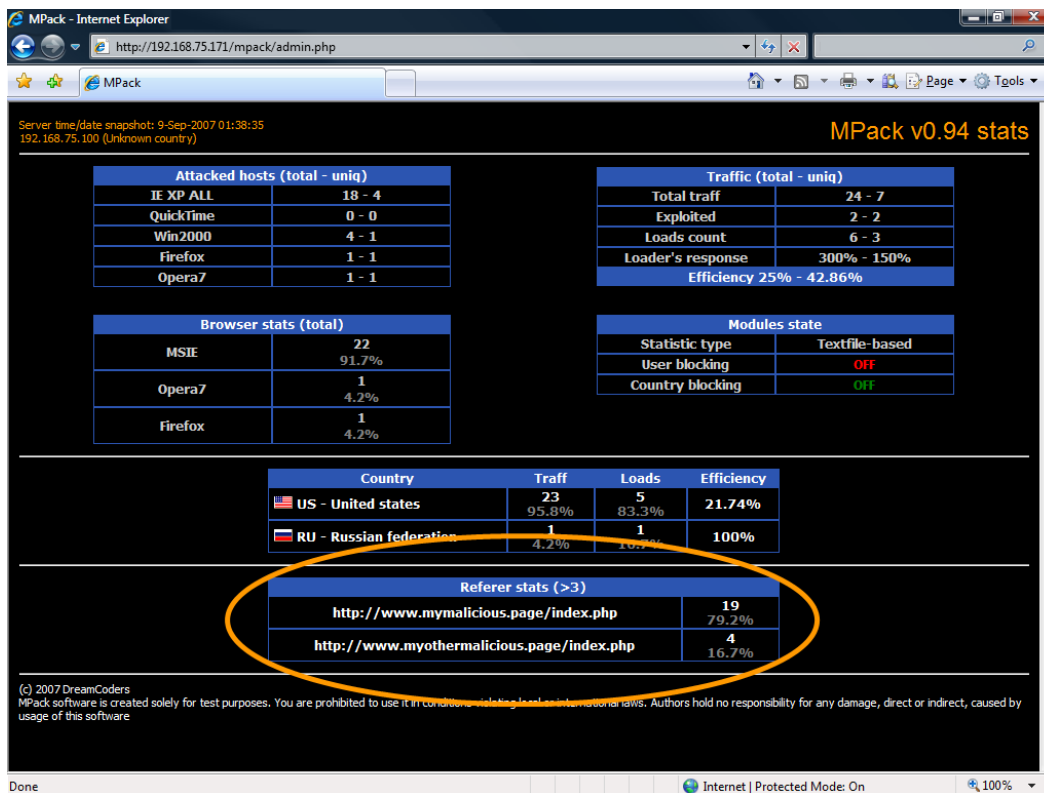 MPack - Internet Explorer
http://192.168.75.171/mpack/admin.php
MPack
Page
Tools
Server time/date snapshot: 9-Sep-2007 01:38:35
192.168.75.100 (Unknown country)
MPack v0.94 stats
Attacked hosts (total - uniq)
IE XP ALL 18 - 4
QuickTime 0 - 0
Win2000 4 - 1
Firefox 1 - 1
Opera7 1 - 1
Traffic (total - uniq)
Total traff 24 - 7
Exploited 2 - 2
Loads count 6 - 3
Loader's response 300% - 150%
Efficiency 25% - 42.86%
Browser stats (total)
MSIE 22
91.7%
Opera7 1
4.2%
Firefox 1
4.2%
Modules state
Statistic type Textfile-based
User blocking OFF
Country blocking OFF
Country Traff Loads Efficiency
US - United states 23 5 21.74%
95.8% 83.3%
RU - Russian federation 1 1 100%
4.2% 16.7%
Referer stats (>3)
http://www.mymalicious.page/index.php 19
79.2%
http://www.myothermalicious.page/index.php 4
16.7%
(c) 2007 DreamCoders
MPack software is created solely for test purposes. You are prohibited to use it in conditions violating local or international laws. Authors hold no responsibility for any damage, direct or indirect, caused by
usage of this software
Done
Internet | Protected Mode: On
100%